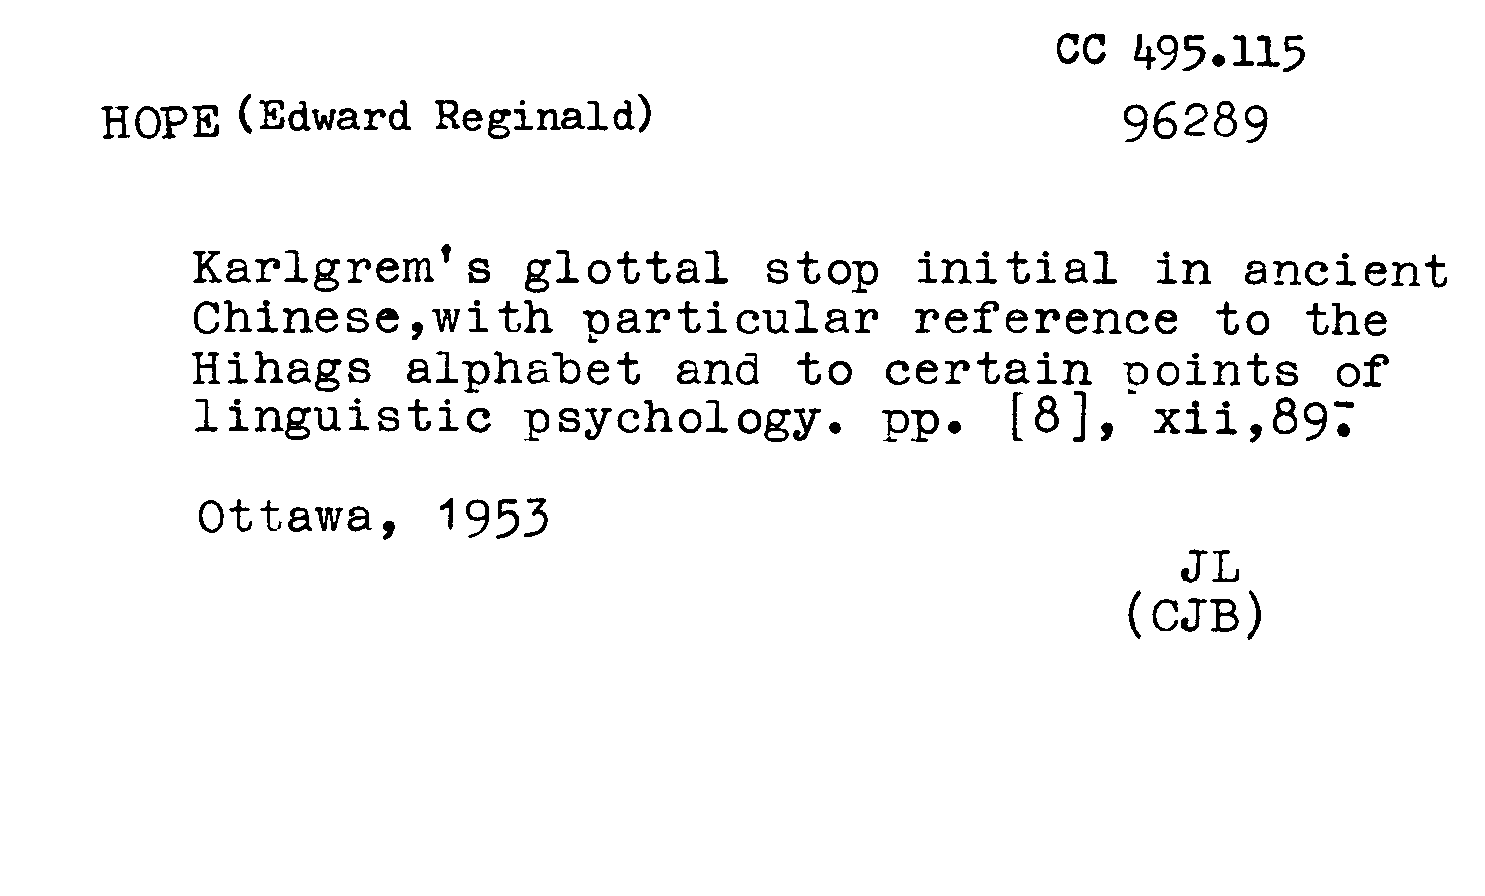 CC 495.115
HOPE (Edward Reginald)
96289
Karlgrem's glottal stop initial in ancient
Chinese,with particular reference to the
Hihags alphabet and to certain points of
linguistic psychology. pp. [8], xii,89.
Ottawa, 1953
JL
(CJB)